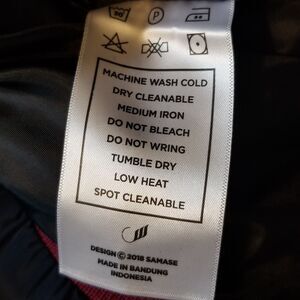 30 P
MACHINE WASH COLD
DRY CLEANABLE
MEDIUM IRON
DO NOT BLEACH
DO NOT WRING
TUMBLE DRY
LOW HEAT
SPOT CLEANABLE
DESIGN © 2018 SAMASE
MADE IN BANDUNG
INDONESIA